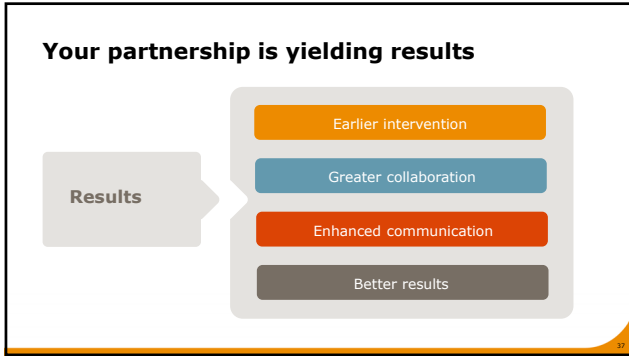 Your partnership is yielding results
Results
Earlier intervention
Greater collaboration
Enhanced communication
Better results
37